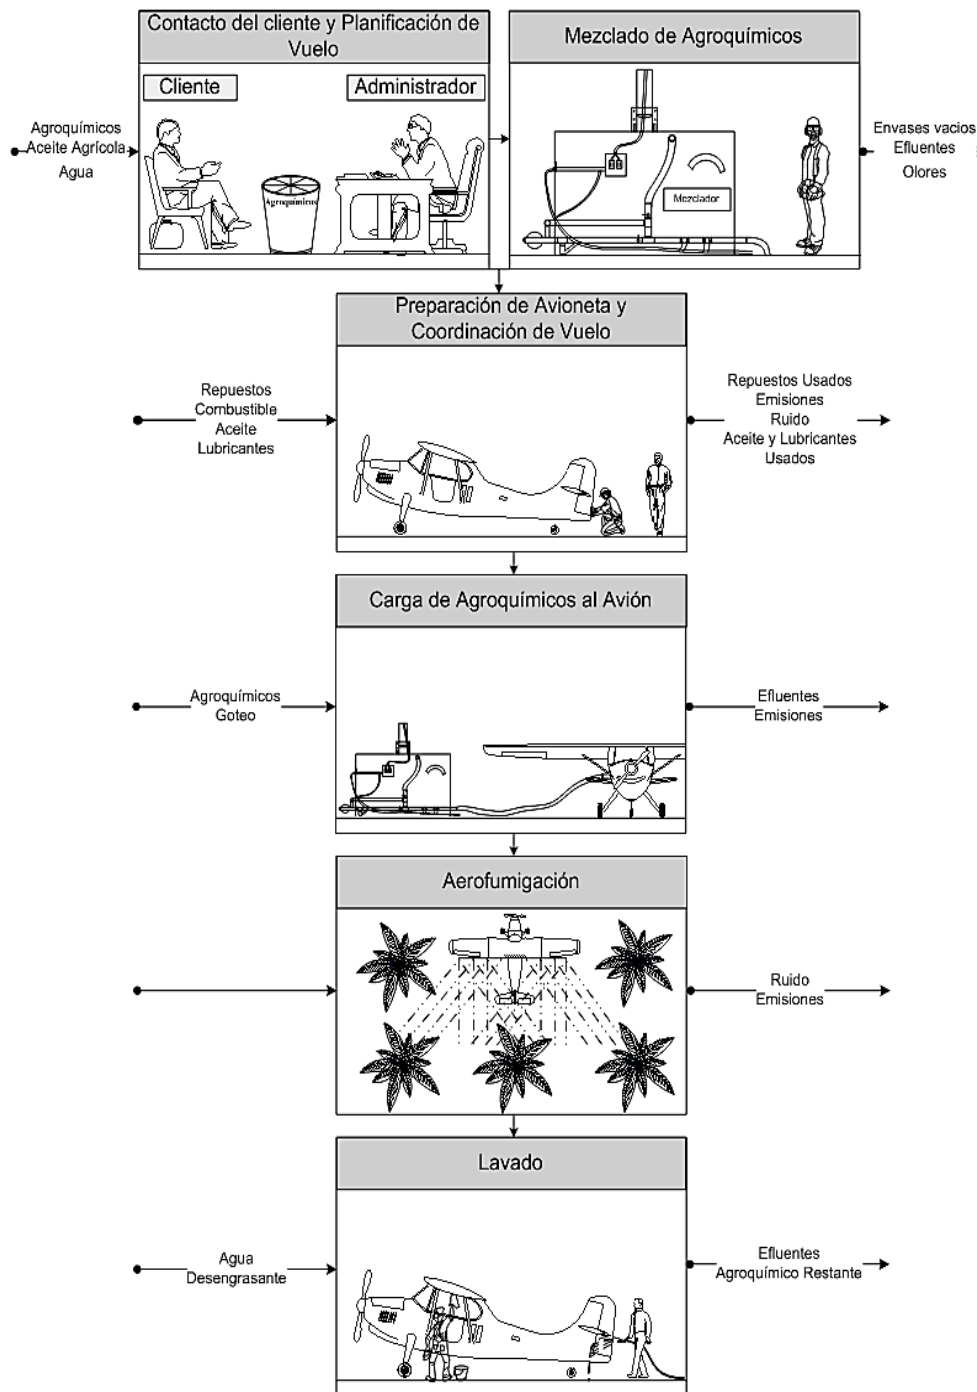 Contacto del cliente y Planificación de
Vuelo
Mezclado de Agroquímicos
Cliente
Administrador
Agroquímicos
Aceite Agrícola
Agua
Agroquímicos
Mezclador
Envases vacios
Efluentes
Olores
Preparación de Avioneta y
Coordinación de Vuelo
Repuestos
Combustible
Aceite
Lubricantes
Repuestos Usados
Emisiones
Ruido
Aceite y Lubricantes
Usados
Carga de Agroquímicos al Avión
Agroquímicos
Goteo
Efluentes
Emisiones
Aerofumigación
Ruido
Emisiones
Lavado
Agua
Desengrasante
Efluentes
Agroquímico Restante